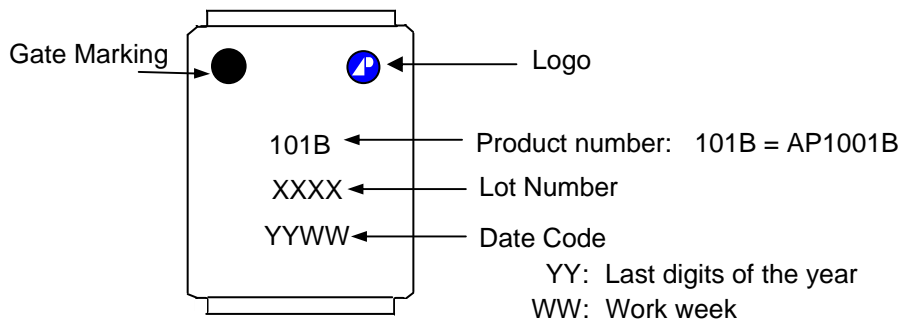 Gate Marking
Logo
101B
Product number: 101B = AP1001B
XXXX
Lot Number
YYWW
Date Code
YY: Last digits of the year
WW: Work week
AP